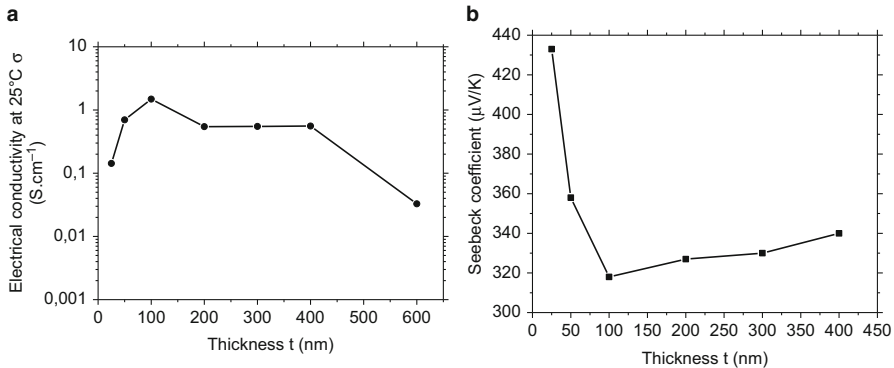 a
Electrical conductivity at 25°C σ
(S.cm⁻¹)
10
1
0,1
0,01
0,001
0 100 200 300 400 500 600
Thickness t (nm)
b
Seebeck coefficient (μV/K)
440
420
400
380
360
340
320
300
0 50 100 150 200 250 300 350 400 450
Thickness t (nm)